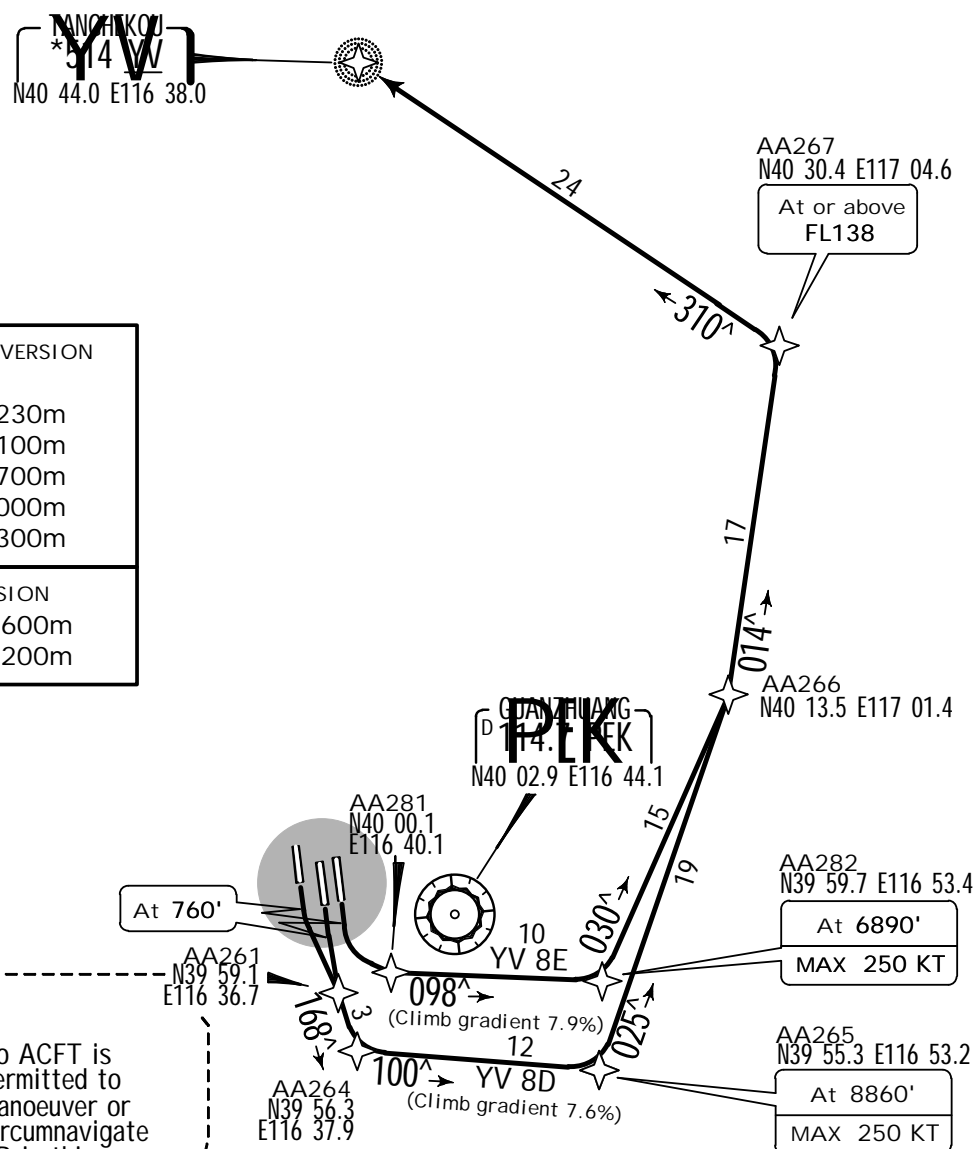 TANGHEKOU
*514 YV
YV
N40 44.0 E116 38.0
24
AA267
N40 30.4 E117 04.6
At or above
FL138
←310^
VERSION
230m
100m
700m
000m
300m
SION
600m
200m
17
014^→
AA266
N40 13.5 E117 01.4
GUANZHUANG
D 114.7 PEK
PEK
N40 02.9 E116 44.1
AA281
N40 00.1
E116 40.1
15
19
At 760'
AA282
N39 59.7 E116 53.4
At 6890'
MAX 250 KT
10
YV 8E
030^→
098^→
(Climb gradient 7.9%)
AA261
N39 59.1
E116 36.7
3
168^→
12
YV 8D
100^→
(Climb gradient 7.6%)
025^→
AA264
N39 56.3
E116 37.9
AA265
N39 55.3 E116 53.2
At 8860'
MAX 250 KT
o ACFT is
ermitted to
anoeuver or
rcumnavigate